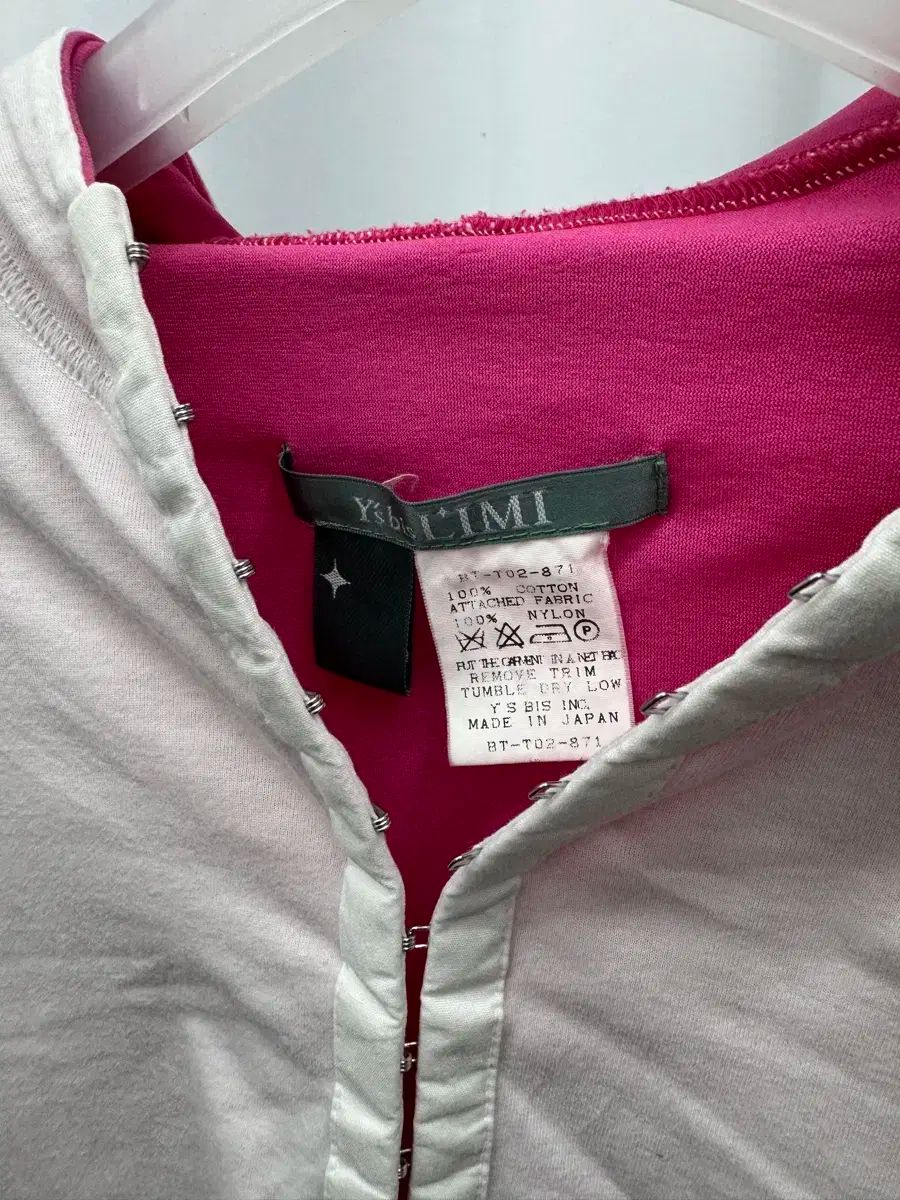 Y's bis LIMI
BT-T02-871
100% COTTON
ATTACHED FABRIC
100% NYLON
P
PUT THE GARMENT IN A NET BAG
REMOVE TRIM
TUMBLE DRY LOW
Y'S BIS INC.
MADE IN JAPAN
BT-T02-871